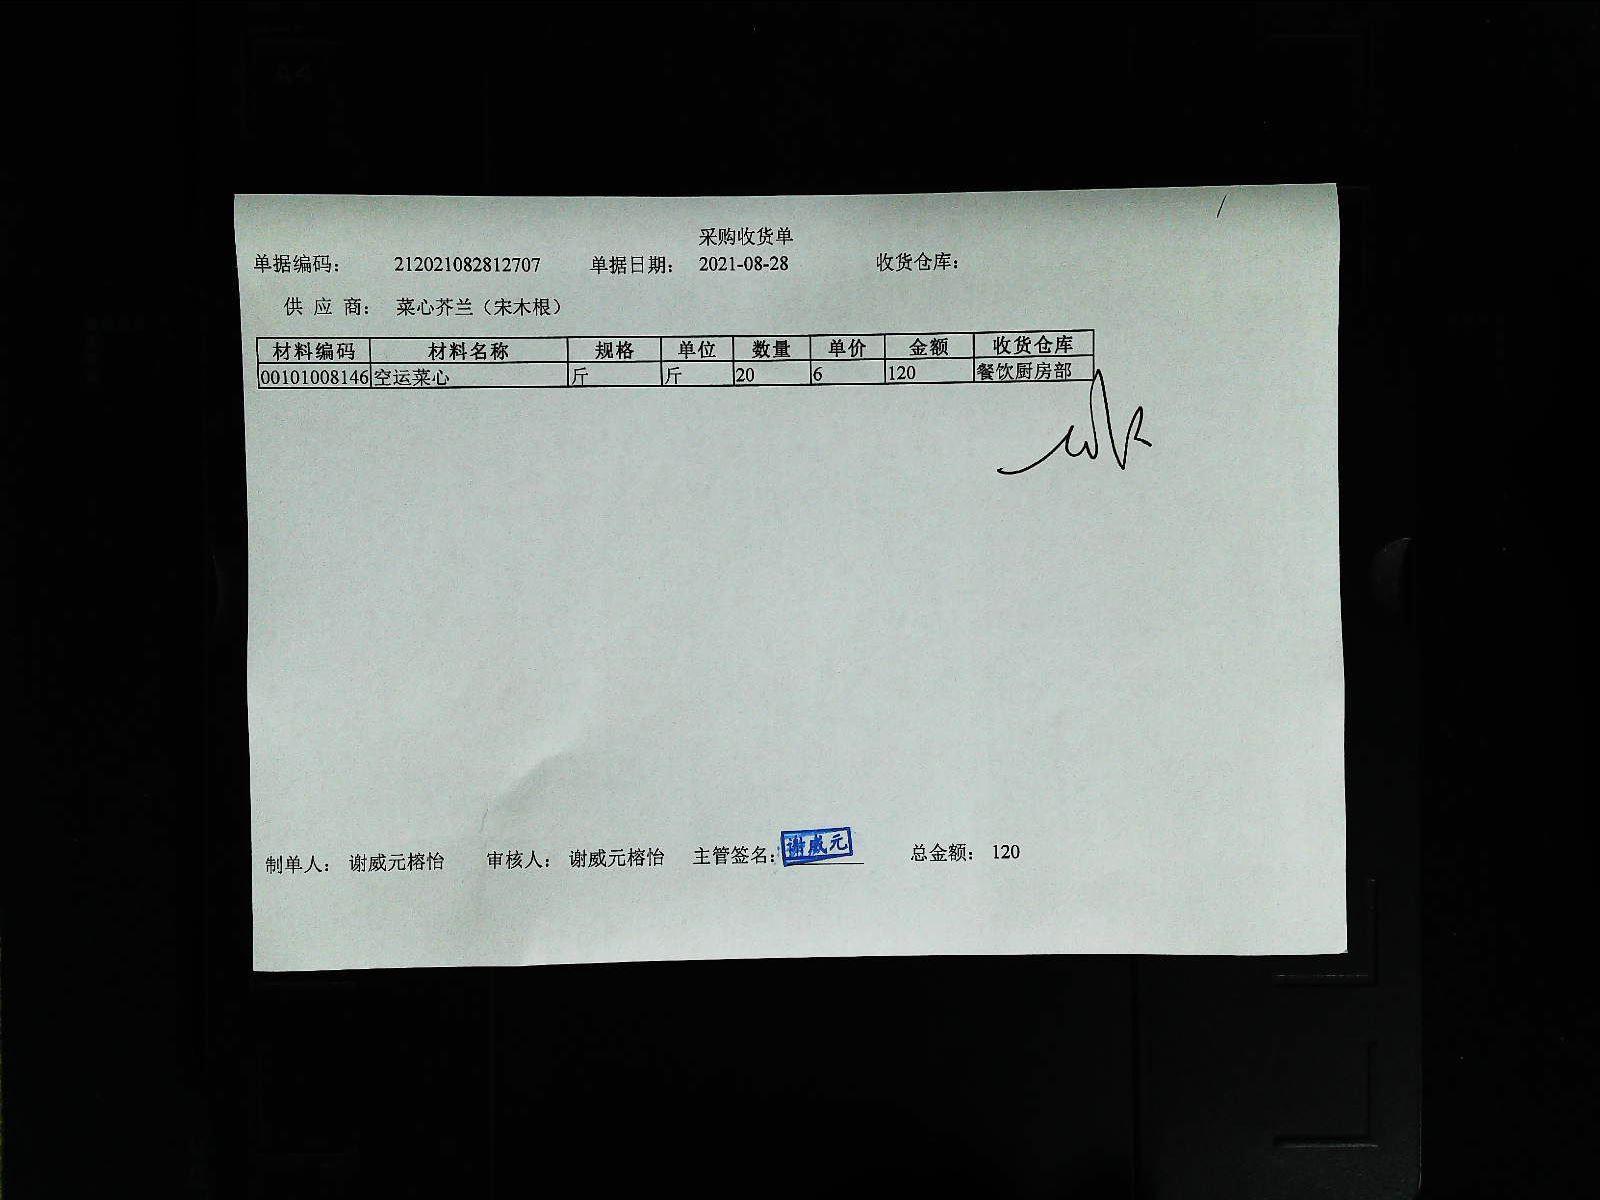 采购收货单
单据编码： 212021082812707 单据日期： 2021-08-28 收货仓库：
供 应 商： 菜心芥兰（宋木根）
材料编码 材料名称 规格 单位 数量 单价 金额 收货仓库
00101008146 空运菜心 斤 斤 20 6 120 餐饮厨房部
制单人： 谢威元榕怡 审核人： 谢威元榕怡 主管签名： 谢威元 总金额： 120